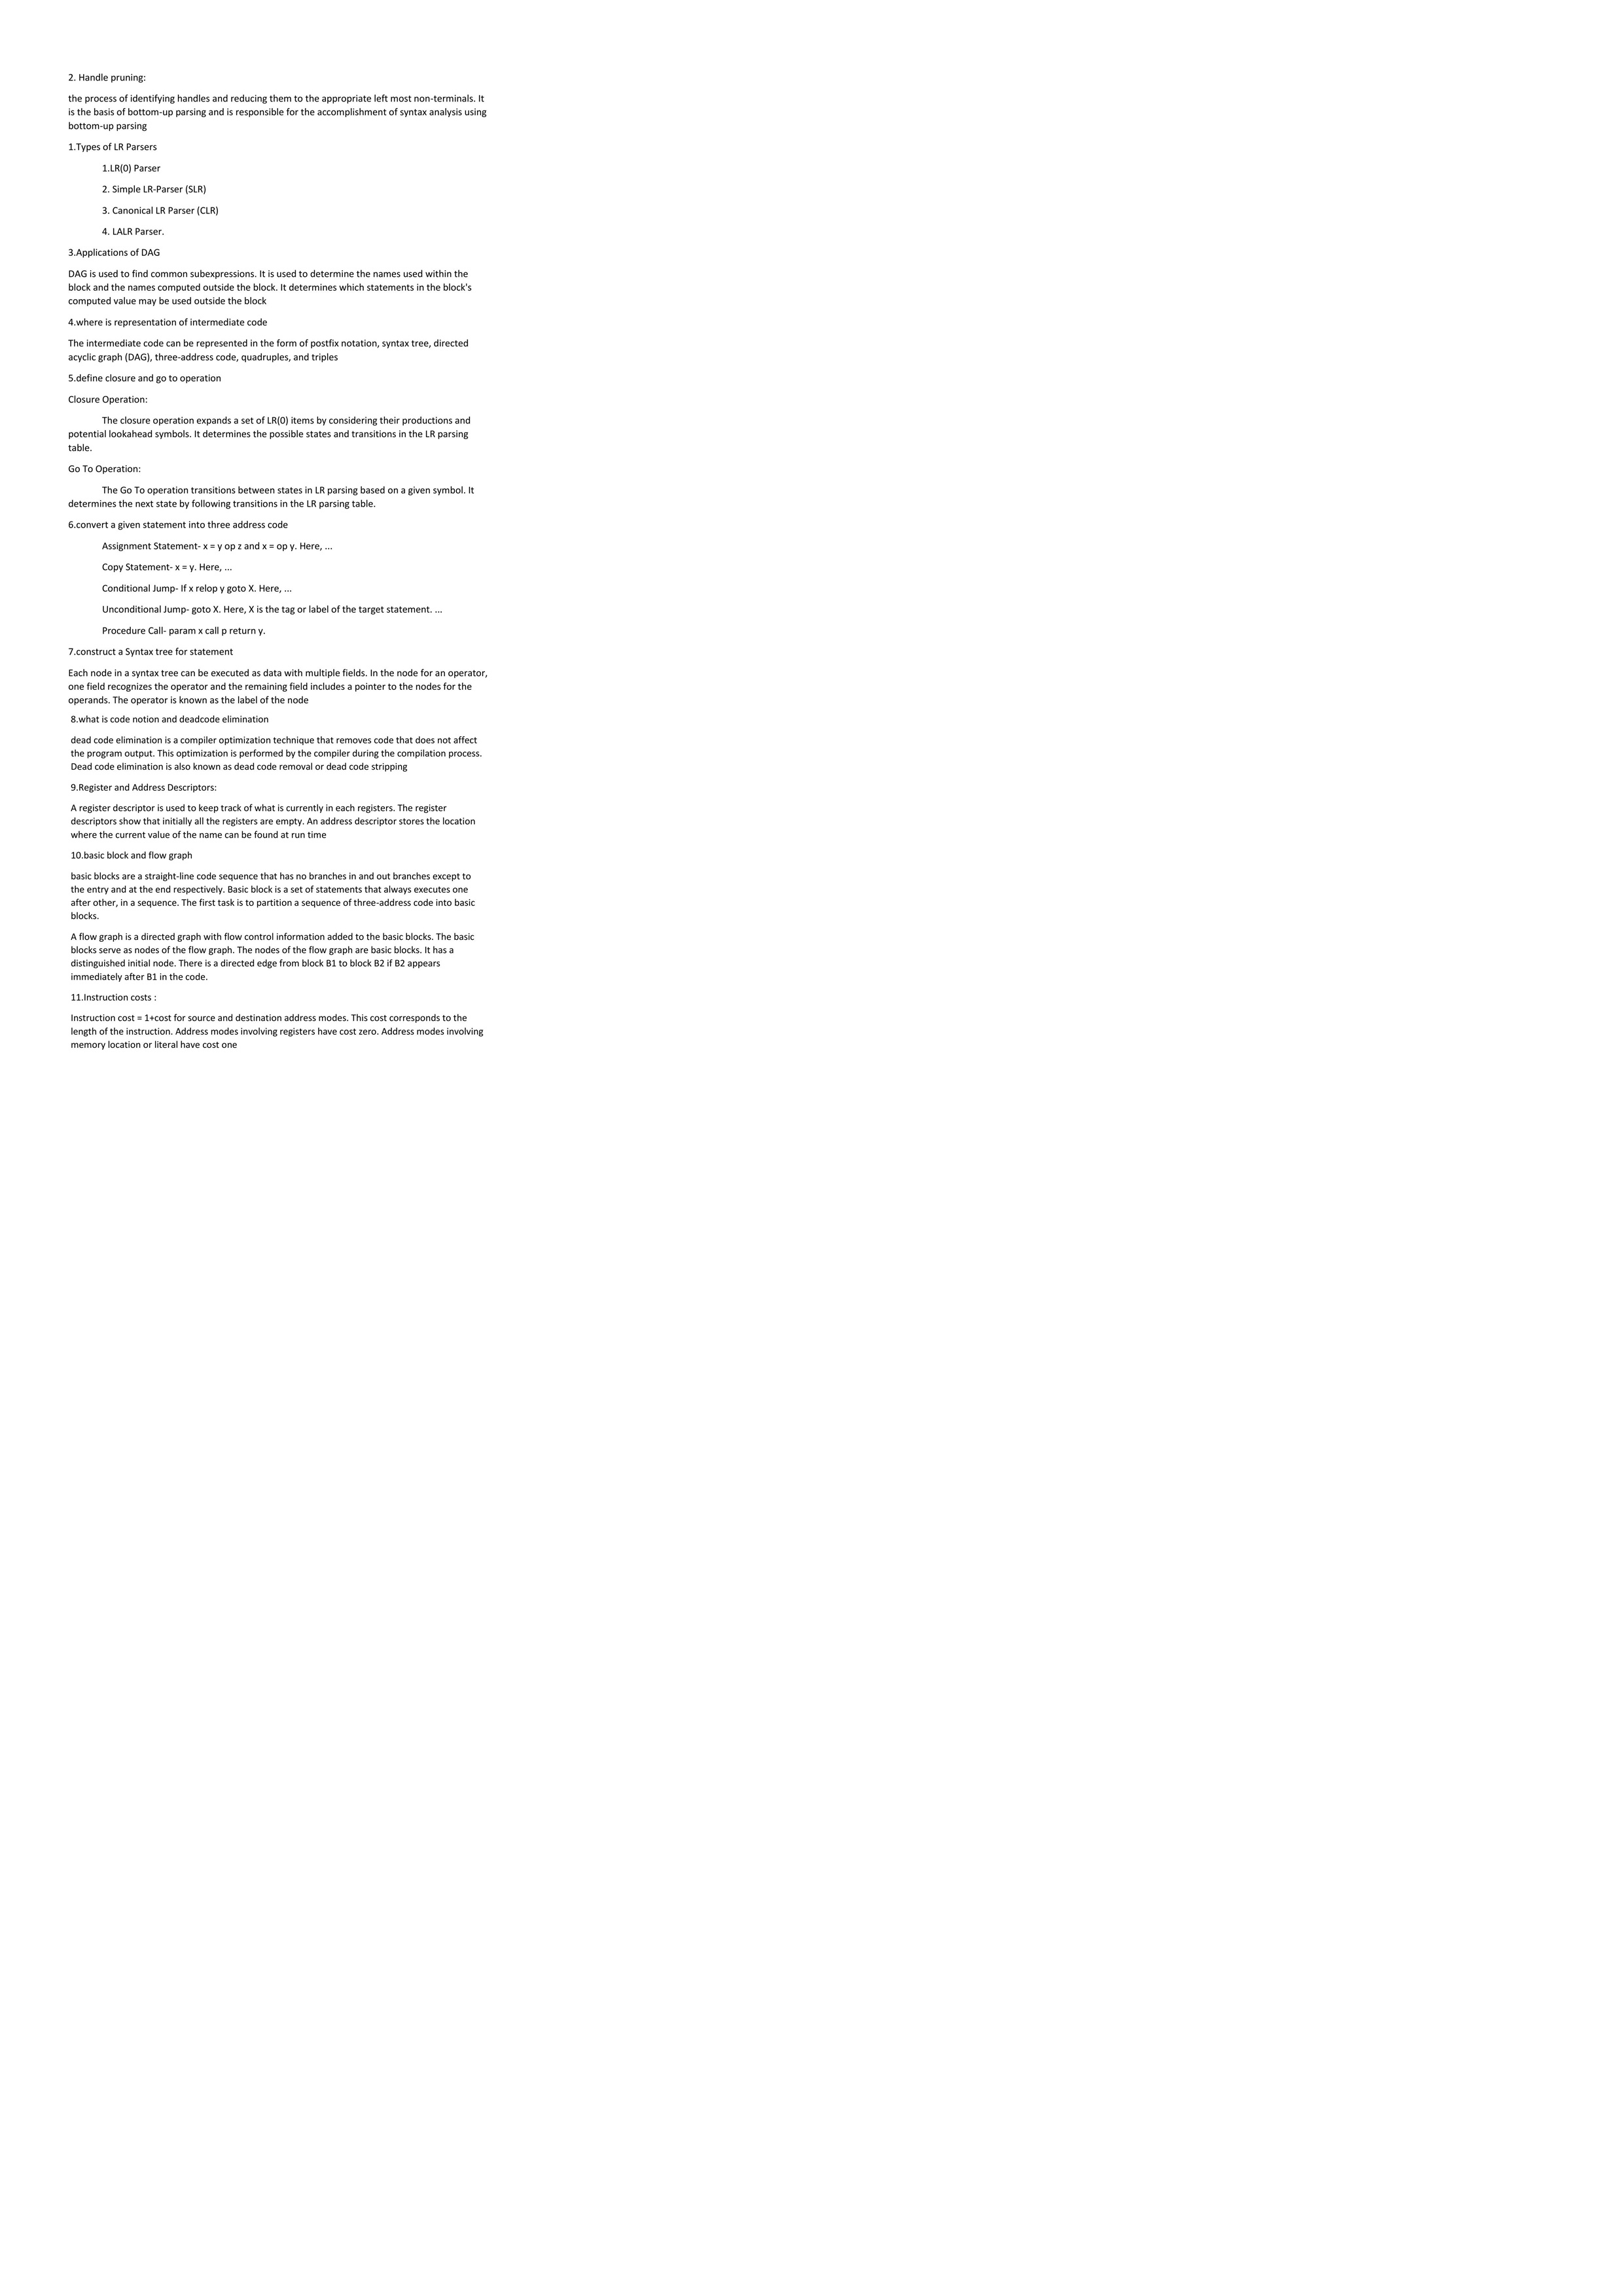 2. Handle pruning:
the process of identifying handles and reducing them to the appropriate left most non-terminals. It
is the basis of bottom-up parsing and is responsible for the accomplishment of syntax analysis using
bottom-up parsing
1.Types of LR Parsers
1.LR(0) Parser
2. Simple LR-Parser (SLR)
3. Canonical LR Parser (CLR)
4. LALR Parser.
3.Applications of DAG
DAG is used to find common subexpressions. It is used to determine the names used within the
block and the names computed outside the block. It determines which statements in the block's
computed value may be used outside the block
4.where is representation of intermediate code
The intermediate code can be represented in the form of postfix notation, syntax tree, directed
acyclic graph (DAG), three-address code, quadruples, and triples
5.define closure and go to operation
Closure Operation:
The closure operation expands a set of LR(0) items by considering their productions and
potential lookahead symbols. It determines the possible states and transitions in the LR parsing
table.
Go To Operation:
The Go To operation transitions between states in LR parsing based on a given symbol. It
determines the next state by following transitions in the LR parsing table.
6.convert a given statement into three address code
Assignment Statement- x = y op z and x = op y. Here, ...
Copy Statement- x = y. Here, ...
Conditional Jump- If x relop y goto X. Here, ...
Unconditional Jump- goto X. Here, X is the tag or label of the target statement. ...
Procedure Call- param x call p return y.
7.construct a Syntax tree for statement
Each node in a syntax tree can be executed as data with multiple fields. In the node for an operator,
one field recognizes the operator and the remaining field includes a pointer to the nodes for the
operands. The operator is known as the label of the node
8.what is code notion and deadcode elimination
dead code elimination is a compiler optimization technique that removes code that does not affect
the program output. This optimization is performed by the compiler during the compilation process.
Dead code elimination is also known as dead code removal or dead code stripping
9.Register and Address Descriptors:
A register descriptor is used to keep track of what is currently in each registers. The register
descriptors show that initially all the registers are empty. An address descriptor stores the location
where the current value of the name can be found at run time
10.basic block and flow graph
basic blocks are a straight-line code sequence that has no branches in and out branches except to
the entry and at the end respectively. Basic block is a set of statements that always executes one
after other, in a sequence. The first task is to partition a sequence of three-address code into basic
blocks.
A flow graph is a directed graph with flow control information added to the basic blocks. The basic
blocks serve as nodes of the flow graph. The nodes of the flow graph are basic blocks. It has a
distinguished initial node. There is a directed edge from block B1 to block B2 if B2 appears
immediately after B1 in the code.
11.Instruction costs :
Instruction cost = 1+cost for source and destination address modes. This cost corresponds to the
length of the instruction. Address modes involving registers have cost zero. Address modes involving
memory location or literal have cost one